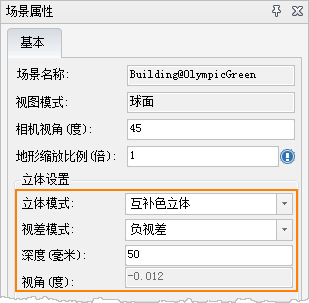 场景属性
基本
场景名称: Building@OlympicGreen
视图模式: 球面
相机视角(度): 45
地形缩放比例(倍): 1
立体设置
立体模式: 互补色立体
视差模式: 负视差
深度(毫米): 50
视角(度): -0.012